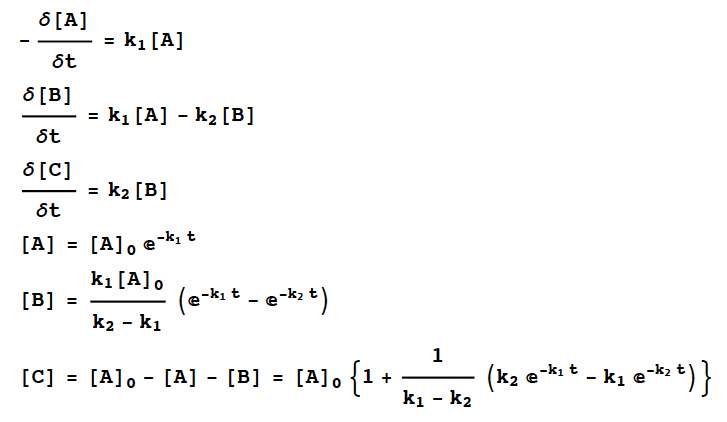 - δ[A]/δt = k₁[A]
δ[B]/δt = k₁[A] - k₂[B]
δ[C]/δt = k₂[B]
[A] = [A]₀ e^(-k₁ t)
[B] = k₁[A]₀/(k₂ - k₁) (e^(-k₁ t) - e^(-k₂ t))
[C] = [A]₀ - [A] - [B] = [A]₀ {1 + 1/(k₁ - k₂) (k₂ e^(-k₁ t) - k₁ e^(-k₂ t))}